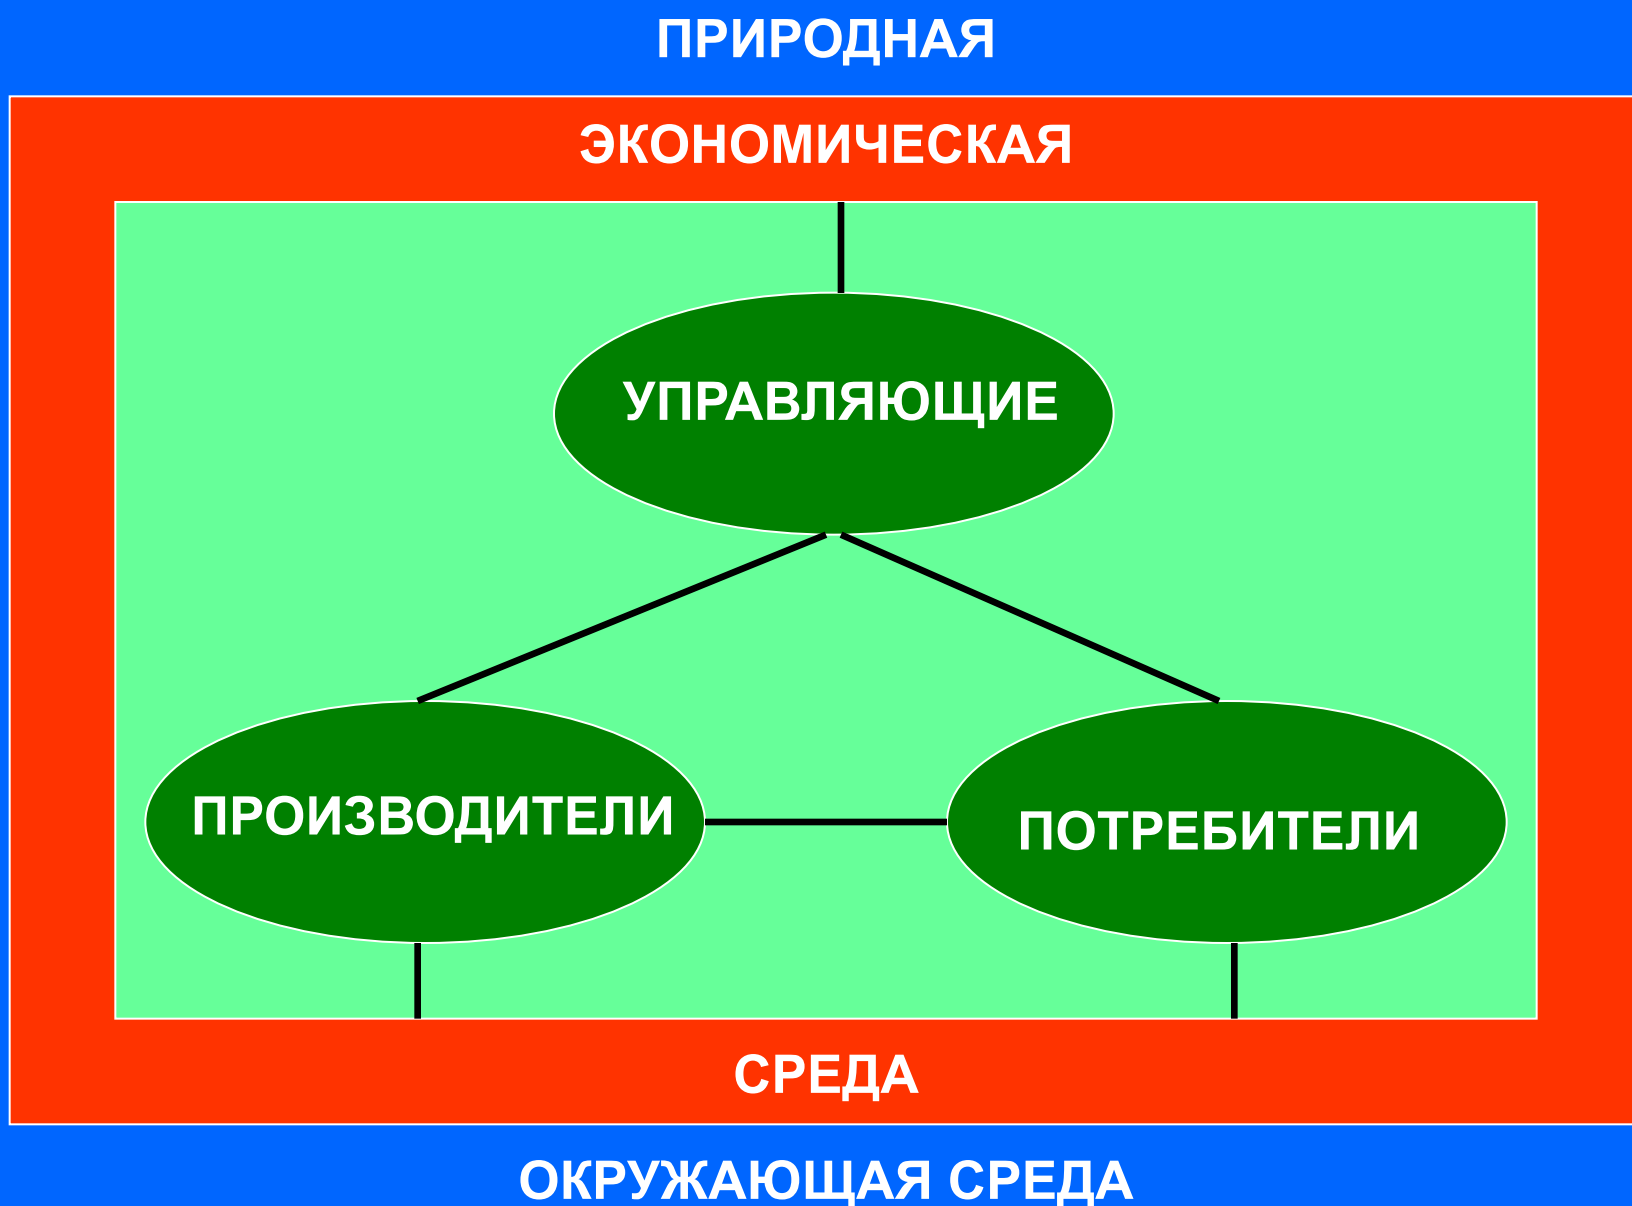 ПРИРОДНАЯ
ЭКОНОМИЧЕСКАЯ
УПРАВЛЯЮЩИЕ
ПРОИЗВОДИТЕЛИ
ПОТРЕБИТЕЛИ
СРЕДА
ОКРУЖАЮЩАЯ СРЕДА